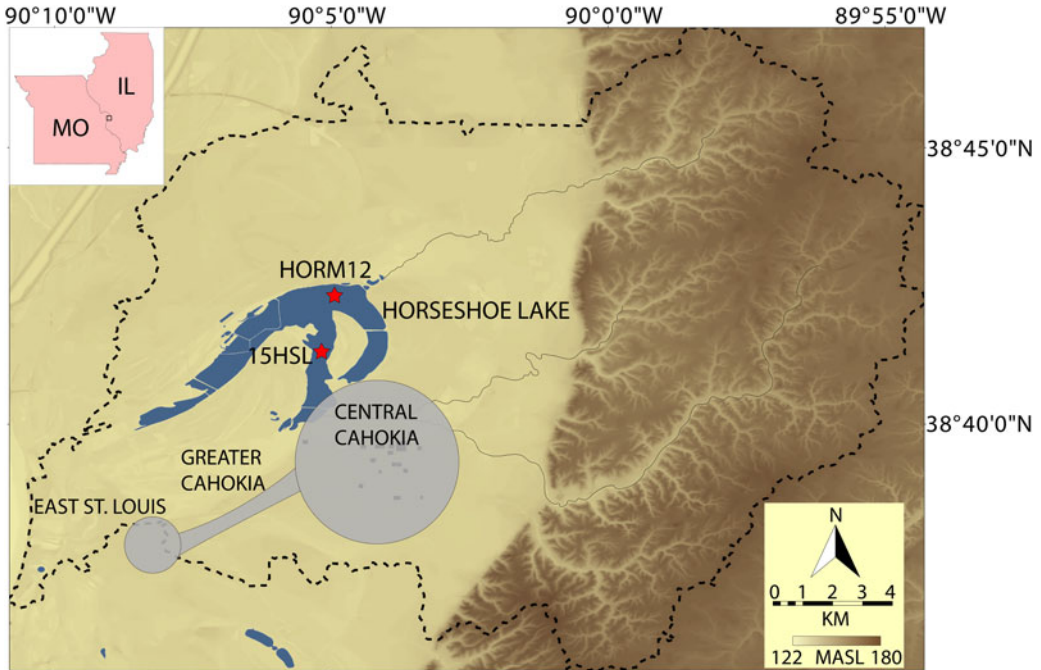 90°10'0"W
90°5'0"W
90°0'0"W
89°55'0"W
IL
MO
38°45'0"N
HORM12
HORSESHOE LAKE
15HSL
CENTRAL
CAHOKIA
38°40'0"N
GREATER
CAHOKIA
EAST ST. LOUIS
N
0 1 2 3 4
KM
122 MASL 180